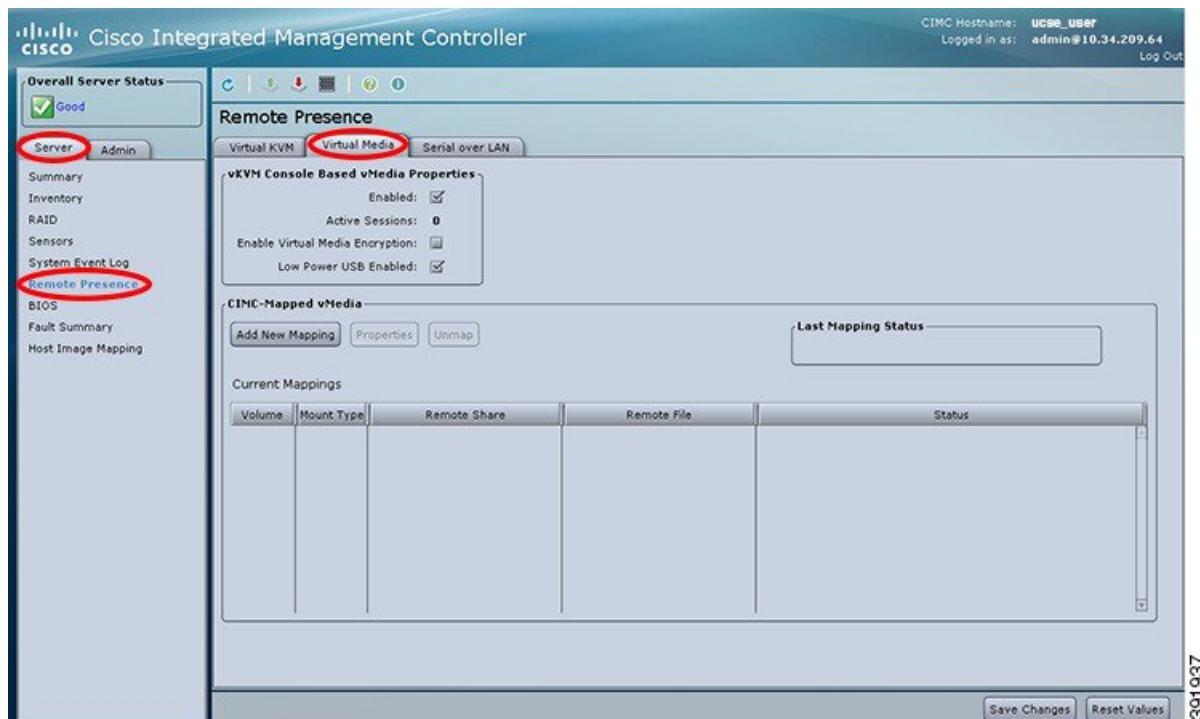 CISCO Cisco Integrated Management Controller
CIMC Hostname: ucse_user
Logged in as: admin@10.34.209.64
Log Out
Overall Server Status
Good
Server Admin
Summary
Inventory
RAID
Sensors
System Event Log
Remote Presence
BIOS
Fault Summary
Host Image Mapping
Remote Presence
Virtual KVM Virtual Media Serial over LAN
vKVM Console Based vMedia Properties
Enabled:
Active Sessions: 0
Enable Virtual Media Encryption:
Low Power USB Enabled:
CIMC-Mapped vMedia
Add New Mapping Properties Unmap
Last Mapping Status
Current Mappings
Volume Mount Type Remote Share Remote File Status
Save Changes Reset Values
391937